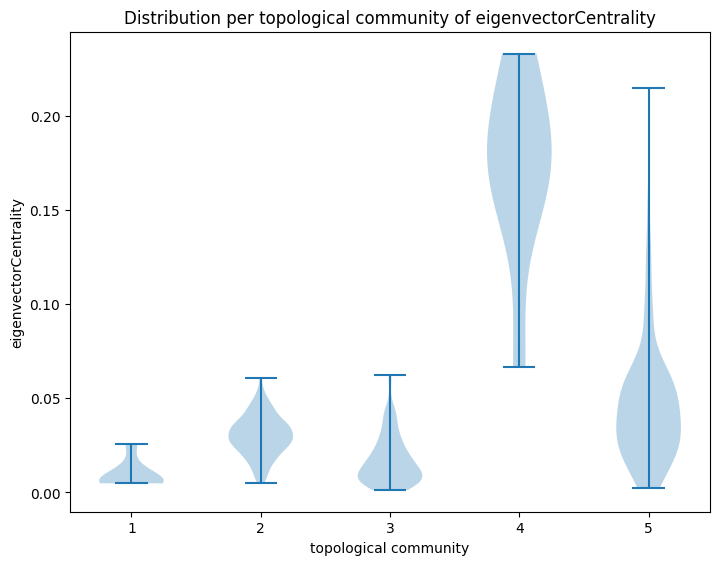 Distribution per topological community of eigenvectorCentrality
eigenvectorCentrality
0.20
0.15
0.10
0.05
0.00
1 2 3 4 5
topological community